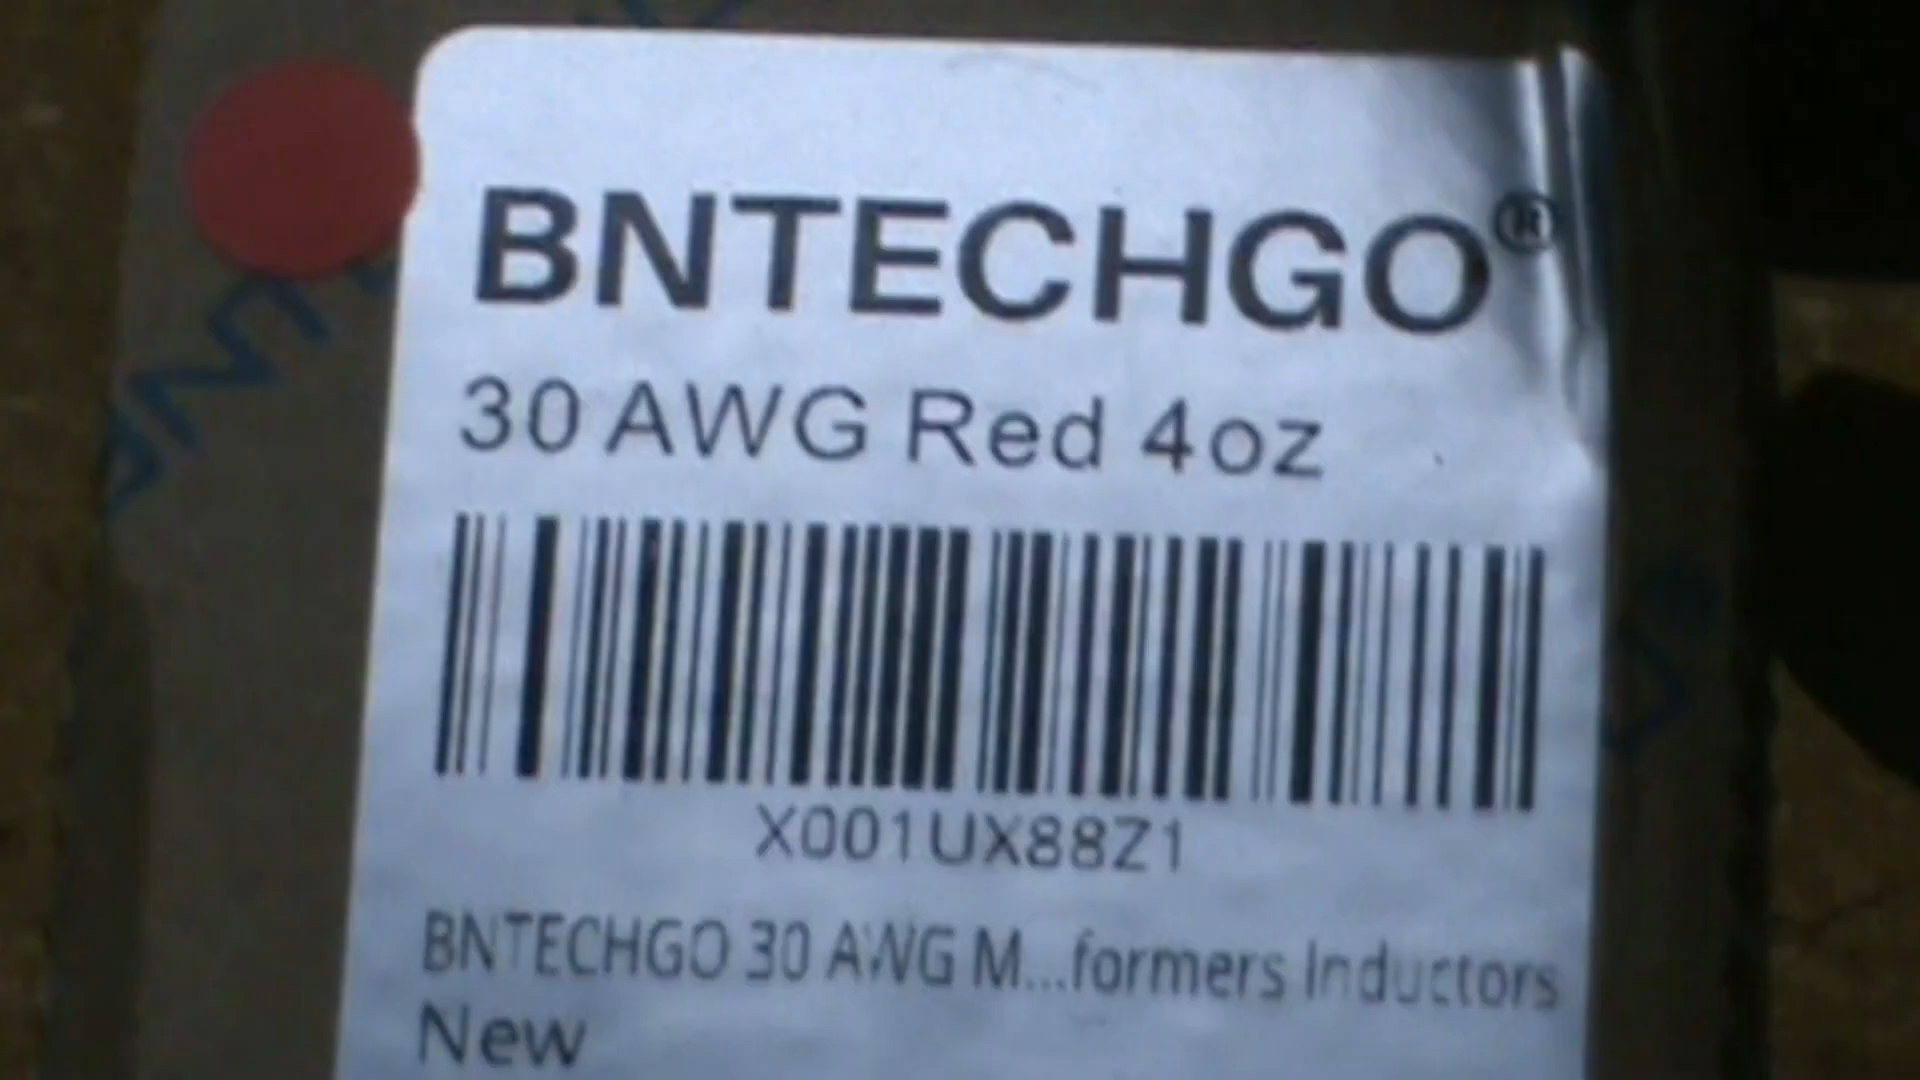 BNTECHGO®
30 AWG Red 4oz
X001UX88Z1
BNTECHGO 30 AWG M...formers Inductors
New